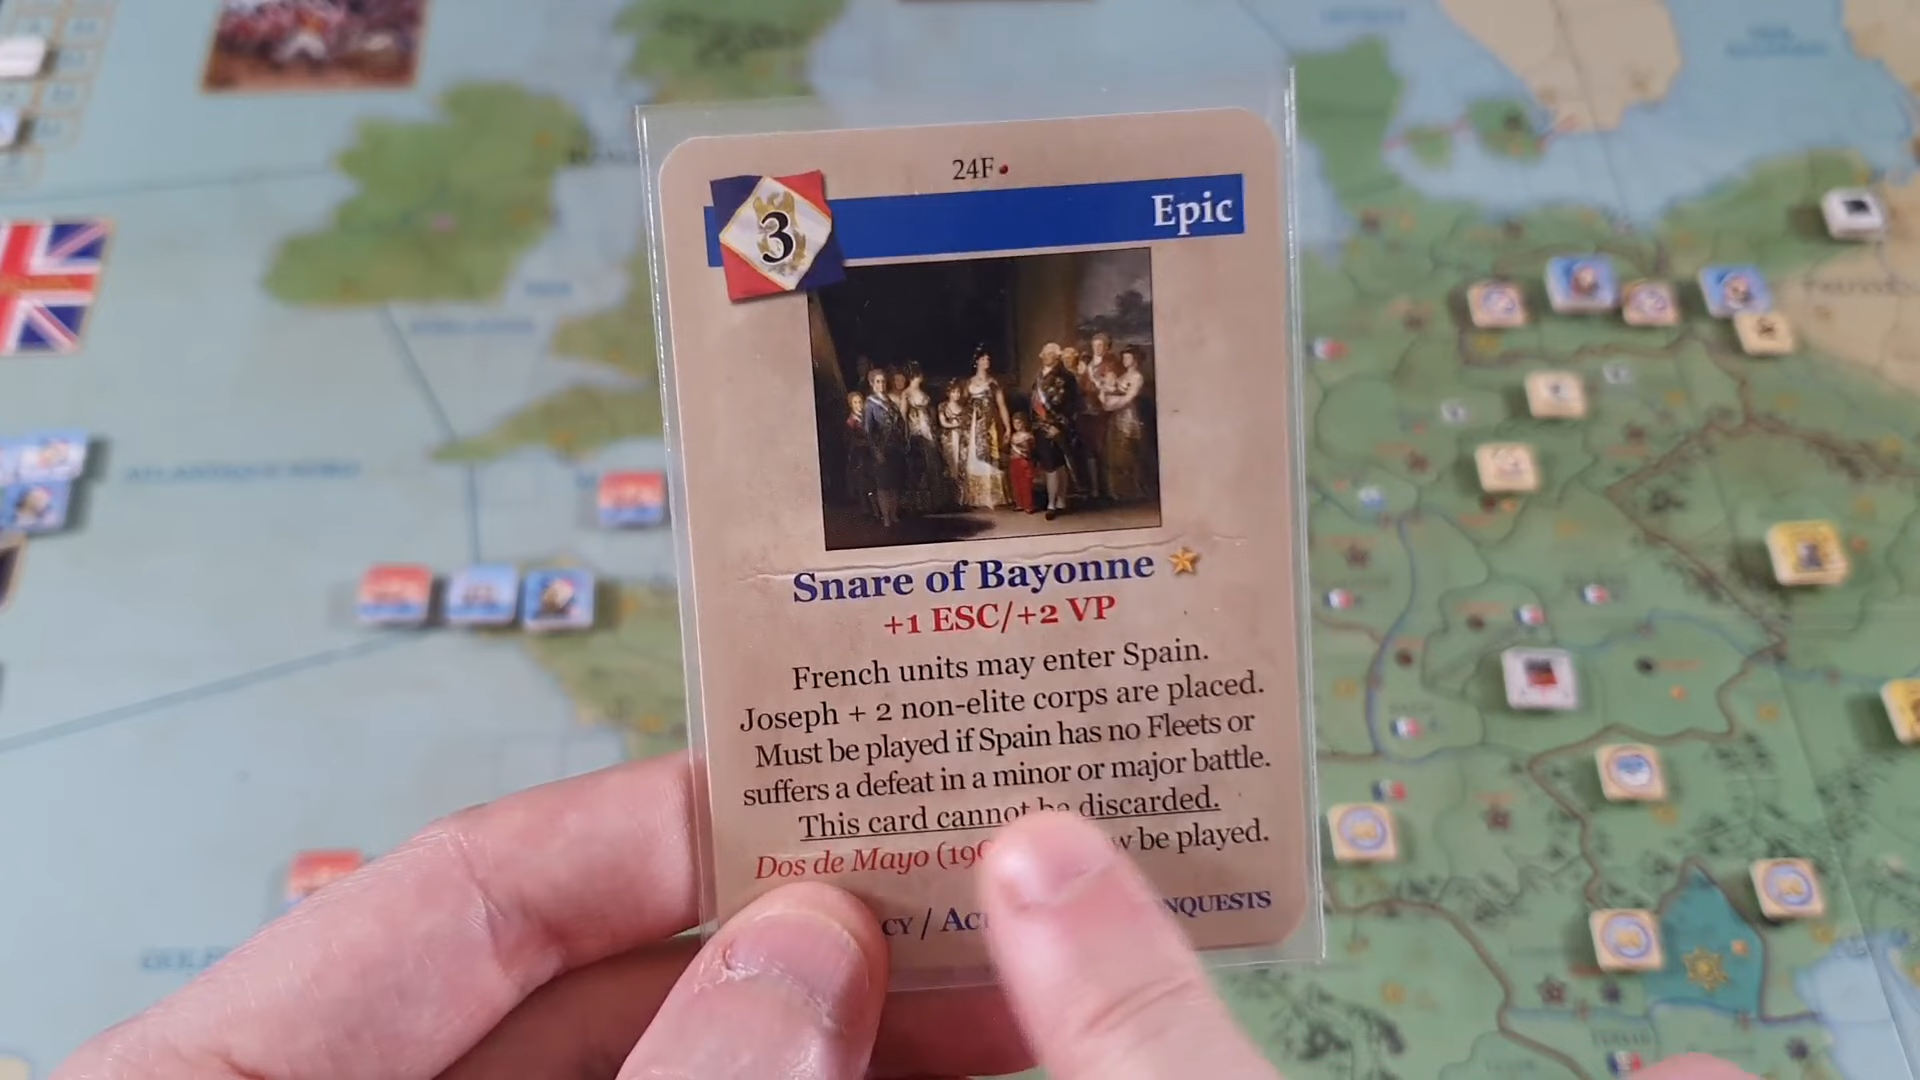 24F
3
Epic
Snare of Bayonne
+1 ESC/+2 VP
French units may enter Spain.
Joseph + 2 non-elite corps are placed.
Must be played if Spain has no Fleets or
suffers a defeat in a minor or major battle.
This card cannot be discarded.
Dos de Mayo be played.